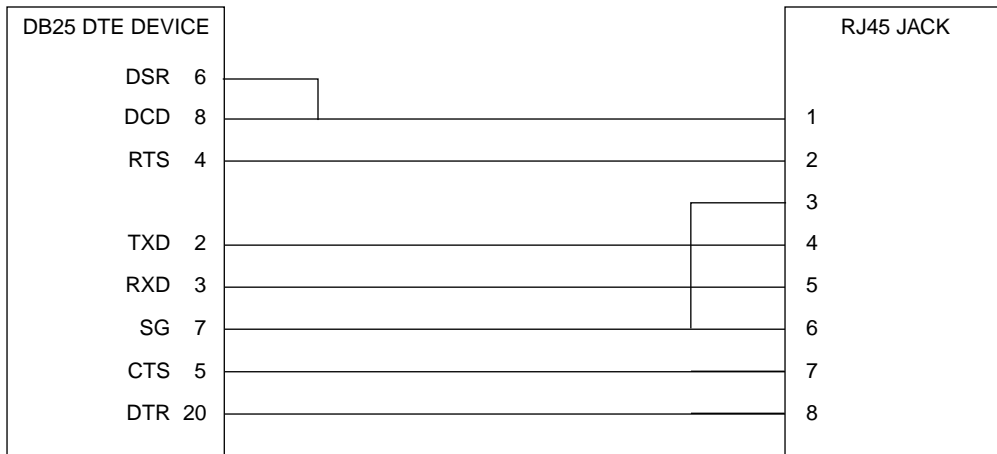 DB25 DTE DEVICE RJ45 JACK
DSR 6
DCD 8 1
RTS 4 2
3
TXD 2 4
RXD 3 5
SG 7 6
CTS 5 7
DTR 20 8